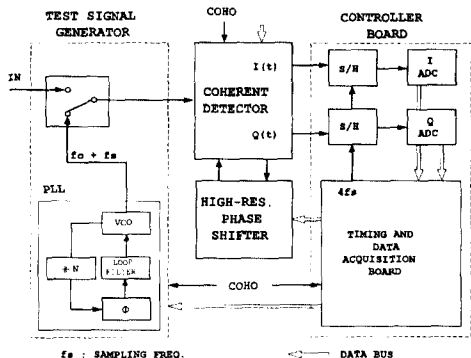 TEST SIGNAL
GENERATOR
COHO
CONTROLLER
BOARD
IN
I(t)
COHERENT
DETECTOR
Q(t)
S/H
I
ADC
S/H
Q
ADC
fo + fs
4fs
PLL
VCO
÷ N
LOOP
FILTER
Φ
HIGH-RES.
PHASE
SHIFTER
TIMING AND
DATA
ACQUISITION
BOARD
COHO
fs : SAMPLING FREQ.
DATA BUS